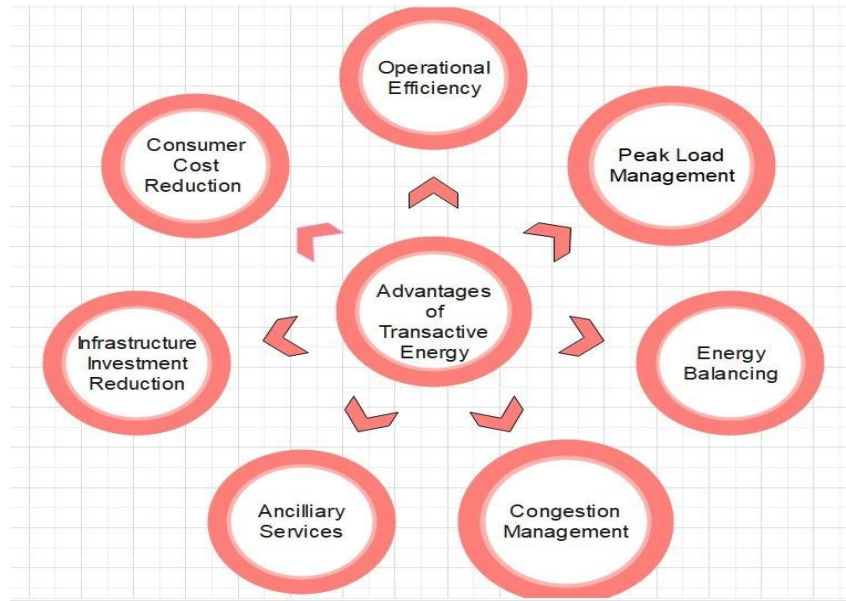 Operational
Efficiency
Consumer
Cost
Reduction
Peak Load
Management
Advantages
of
Transactive
Energy
Infrastructure
Investment
Reduction
Energy
Balancing
Ancilliary
Services
Congestion
Management